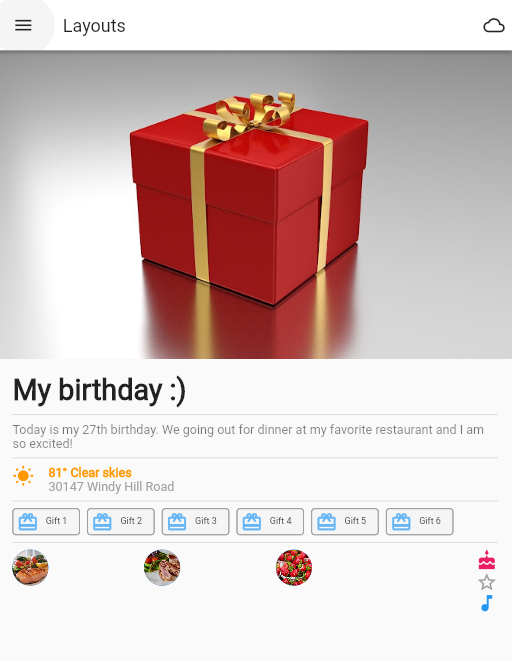 Layouts
My birthday :)
Today is my 27th birthday. We going out for dinner at my favorite restaurant and I am
so excited!
81° Clear skies
30147 Windy Hill Road
Gift 1 Gift 2 Gift 3 Gift 4 Gift 5 Gift 6